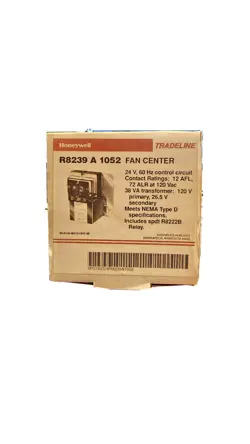 Honeywell TRADELINE
R8239 A 1052 FAN CENTER
24 V, 60 Hz control circuit
Contact Ratings: 12 AFL,
72 ALR at 120 Vac
38 VA transformer: 120 V
primary, 26.5 V
secondary
Meets NEMA Type D
specifications.
Includes spdt R8222B
Relay.